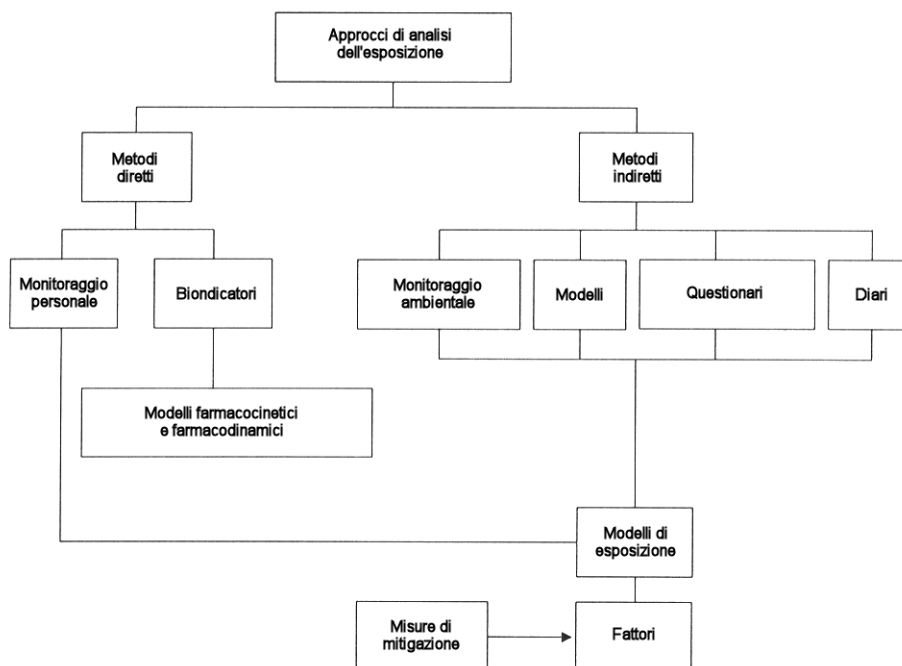 Approcci di analisi
dell'esposizione
Metodi
diretti
Metodi
indiretti
Monitoraggio
personale
Biondicatori
Monitoraggio
ambientale
Modelli
Questionari
Diari
Modelli farmacocinetici
e farmacodinamici
Modelli di
esposizione
Misure di
mitigazione
Fattori